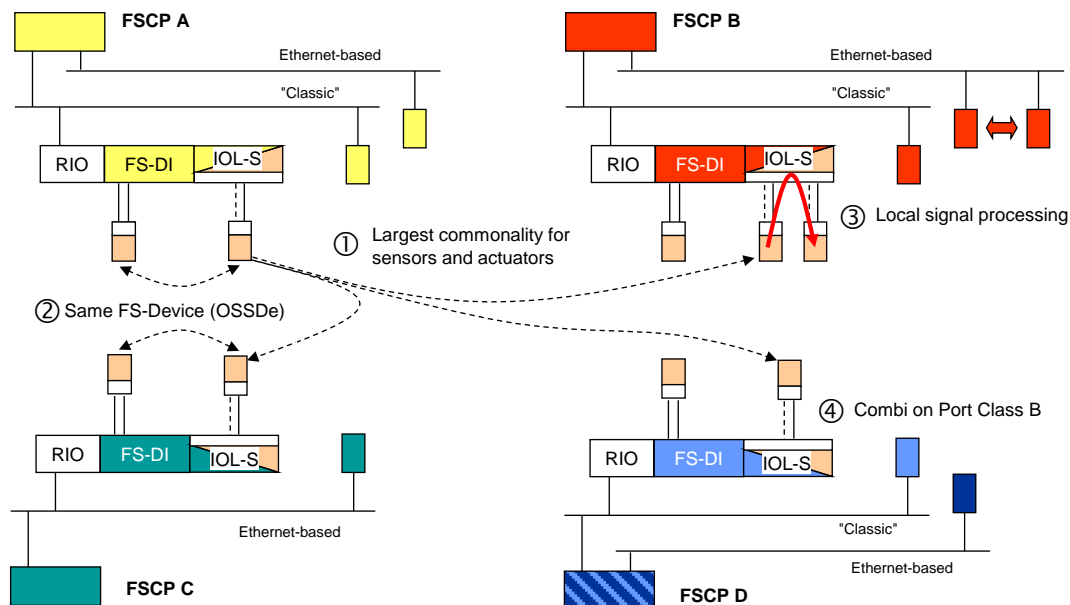 FSCP A
Ethernet-based
"Classic"
RIO
FS-DI
IOL-S
FSCP B
Ethernet-based
"Classic"
RIO
FS-DI
IOL-S
① Largest commonality for
sensors and actuators
③ Local signal processing
② Same FS-Device (OSSDe)
④ Combi on Port Class B
RIO
FS-DI
IOL-S
Ethernet-based
FSCP C
RIO
FS-DI
IOL-S
"Classic"
Ethernet-based
FSCP D